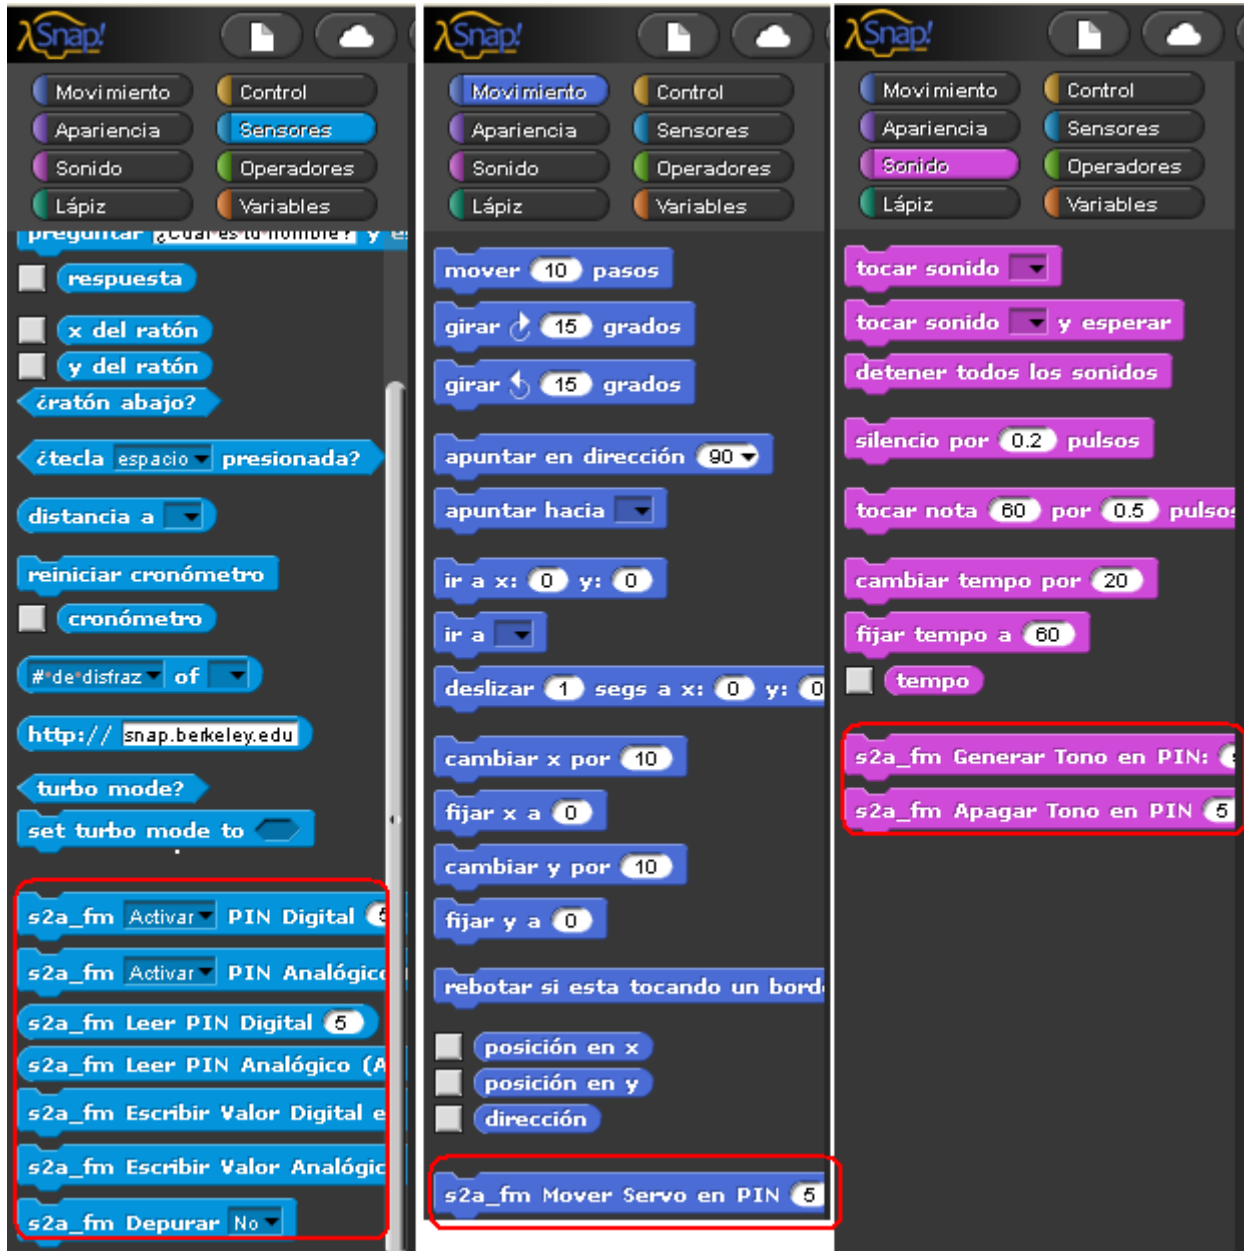 Snap!
Movimiento Control
Apariencia Sensores
Sonido Operadores
Lápiz Variables
preguntar ¿Cuál es tu nombre? y
respuesta
x del ratón
y del ratón
¿ratón abajo?
¿tecla espacio presionada?
distancia a
reiniciar cronómetro
cronómetro
# de disfraz of
http:// snap.berkeley.edu
turbo mode?
set turbo mode to
s2a_fm Activar PIN Digital 5
s2a_fm Activar PIN Analógico
s2a_fm Leer PIN Digital 5
s2a_fm Leer PIN Analógico (A
s2a_fm Escribir Valor Digital e
s2a_fm Escribir Valor Analógic
s2a_fm Depurar No
Snap!
Movimiento Control
Apariencia Sensores
Sonido Operadores
Lápiz Variables
mover 10 pasos
girar 15 grados
girar 15 grados
apuntar en dirección 90
apuntar hacia
ir a x: 0 y: 0
ir a
deslizar 1 segs a x: 0 y: 0
cambiar x por 10
fijar x a 0
cambiar y por 10
fijar y a 0
rebotar si esta tocando un bord
posición en x
posición en y
dirección
s2a_fm Mover Servo en PIN 5
Snap!
Movimiento Control
Apariencia Sensores
Sonido Operadores
Lápiz Variables
tocar sonido
tocar sonido y esperar
detener todos los sonidos
silencio por 0.2 pulsos
tocar nota 60 por 0.5 pulsos
cambiar tempo por 20
fijar tempo a 60
tempo
s2a_fm Generar Tono en PIN:
s2a_fm Apagar Tono en PIN 5